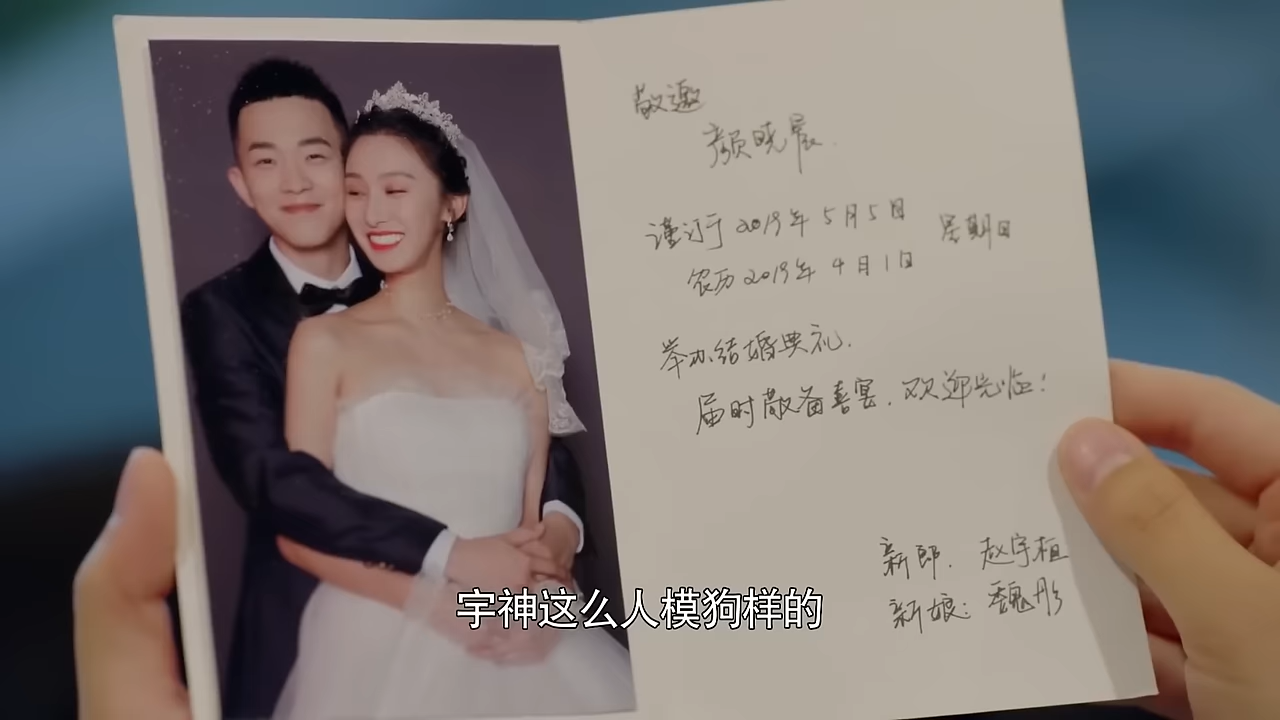 敬邀
颜晓晨.
谨订于2019年5月5日 星期日
农历2019年4月1日
举办结婚典礼.
届时敬备喜宴.欢迎光临!
新郎.赵宇桓
新娘:魏彤
宇神这么人模狗样的